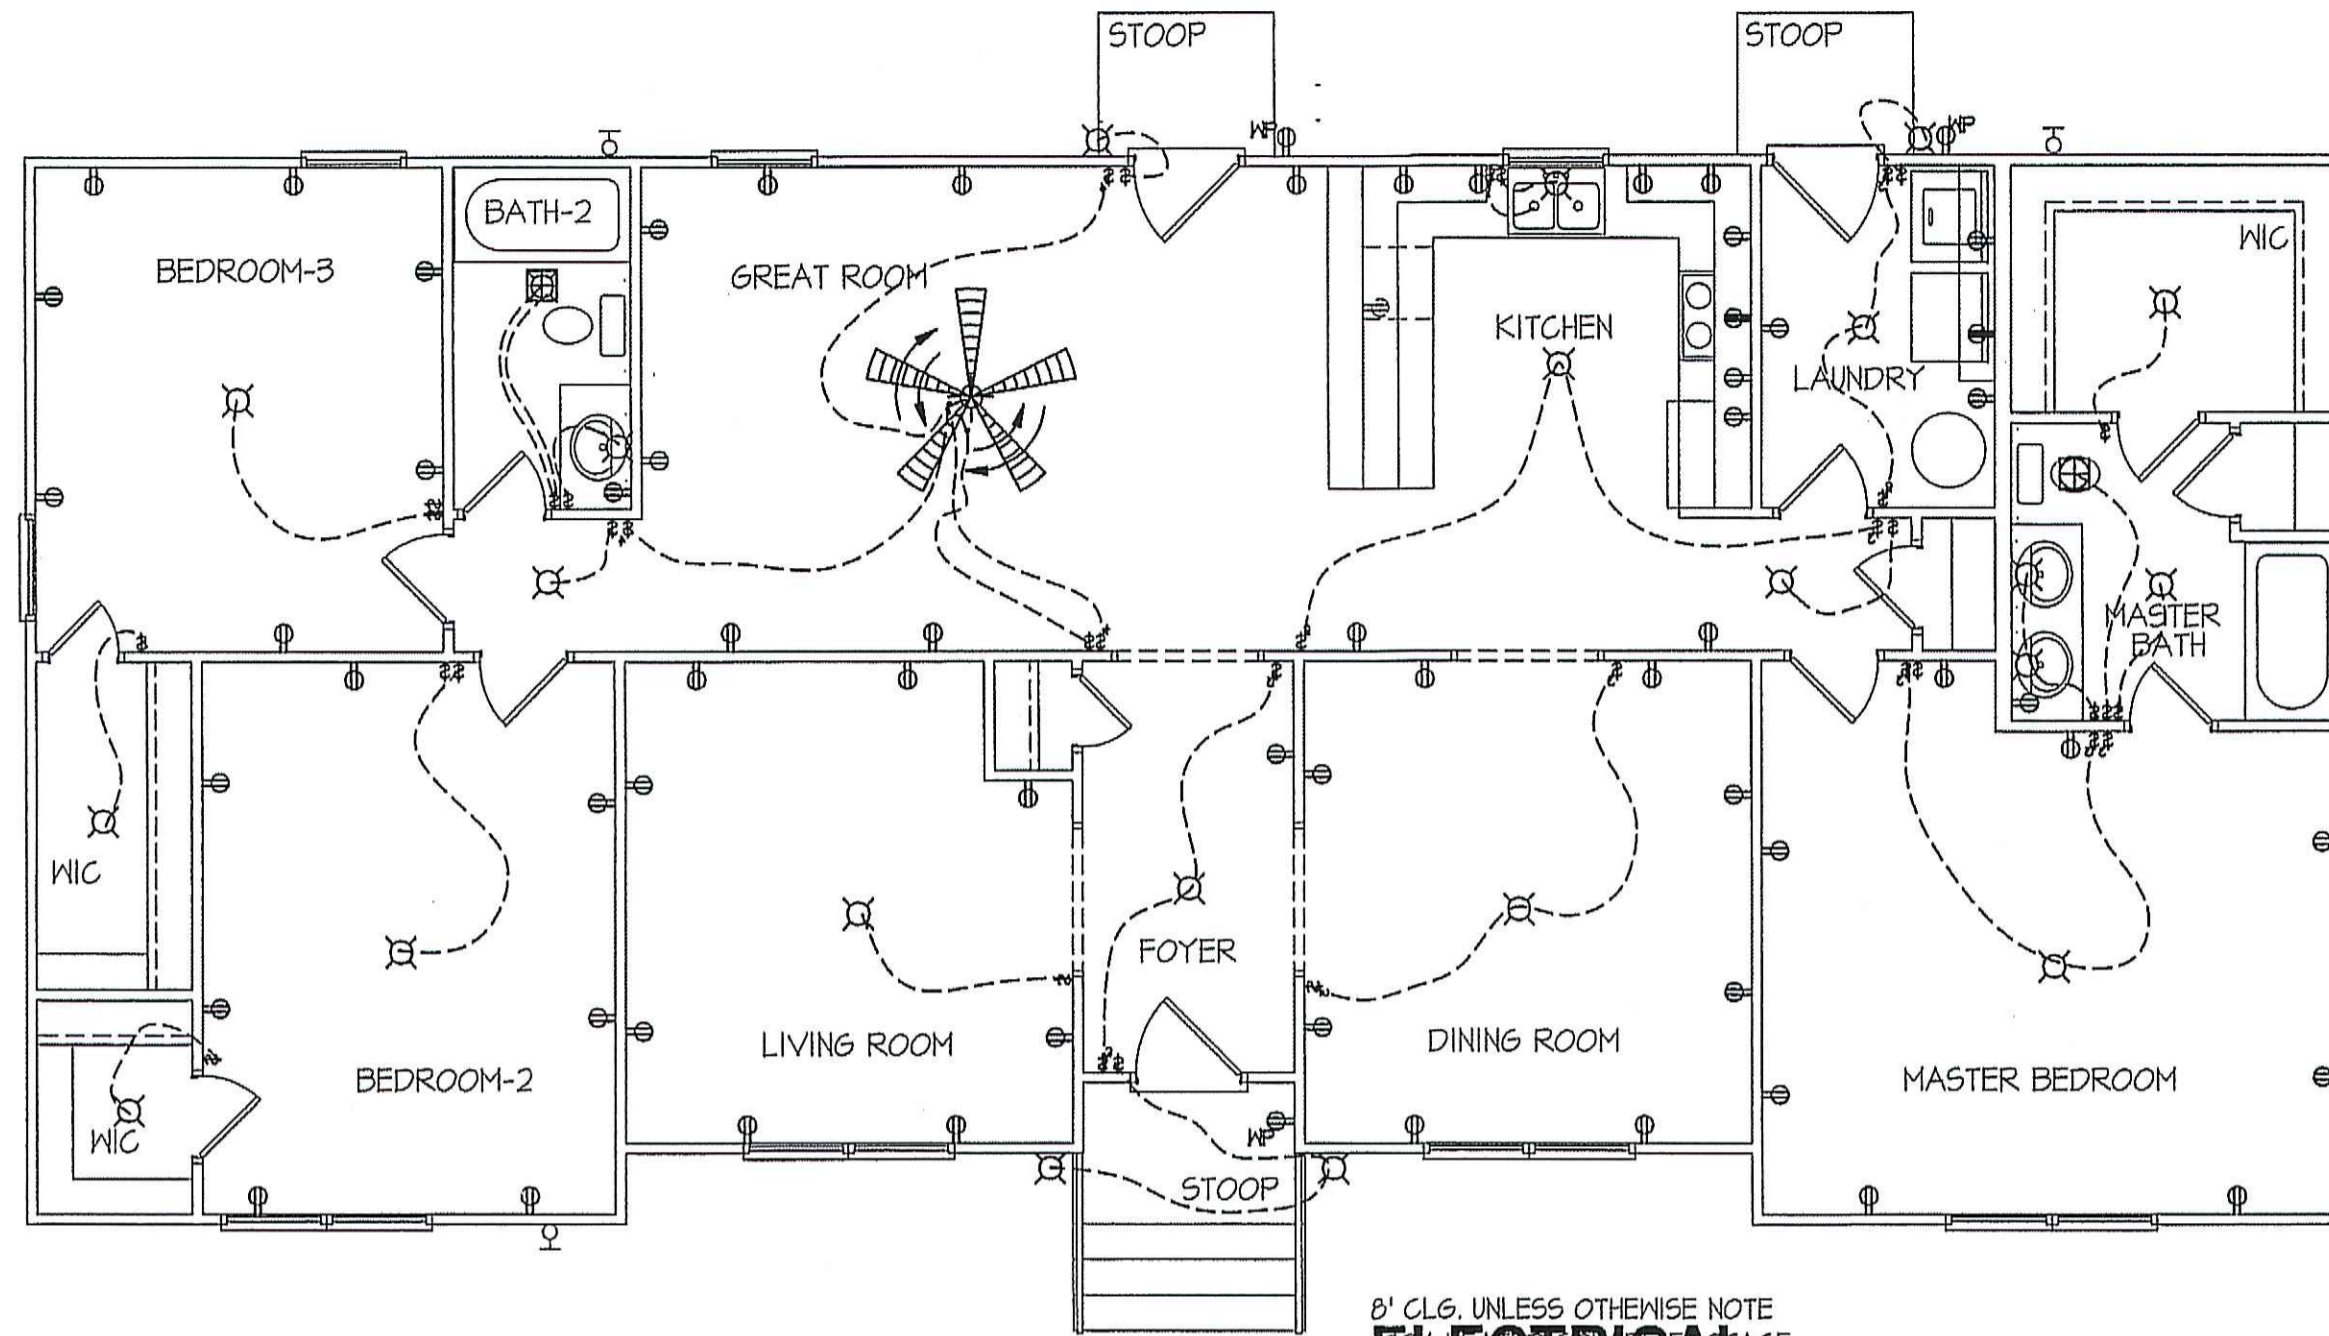 STOOP
STOOP
WP
WP
BATH-2
BEDROOM-3
GREAT ROOM
WIC
KITCHEN
LAUNDRY
MASTER
BATH
WIC
FOYER
LIVING ROOM
DINING ROOM
BEDROOM-2
MASTER BEDROOM
WIC
WP
STOOP
8' CLG. UNLESS OTHEWISE NOTE
ELECTRICAL